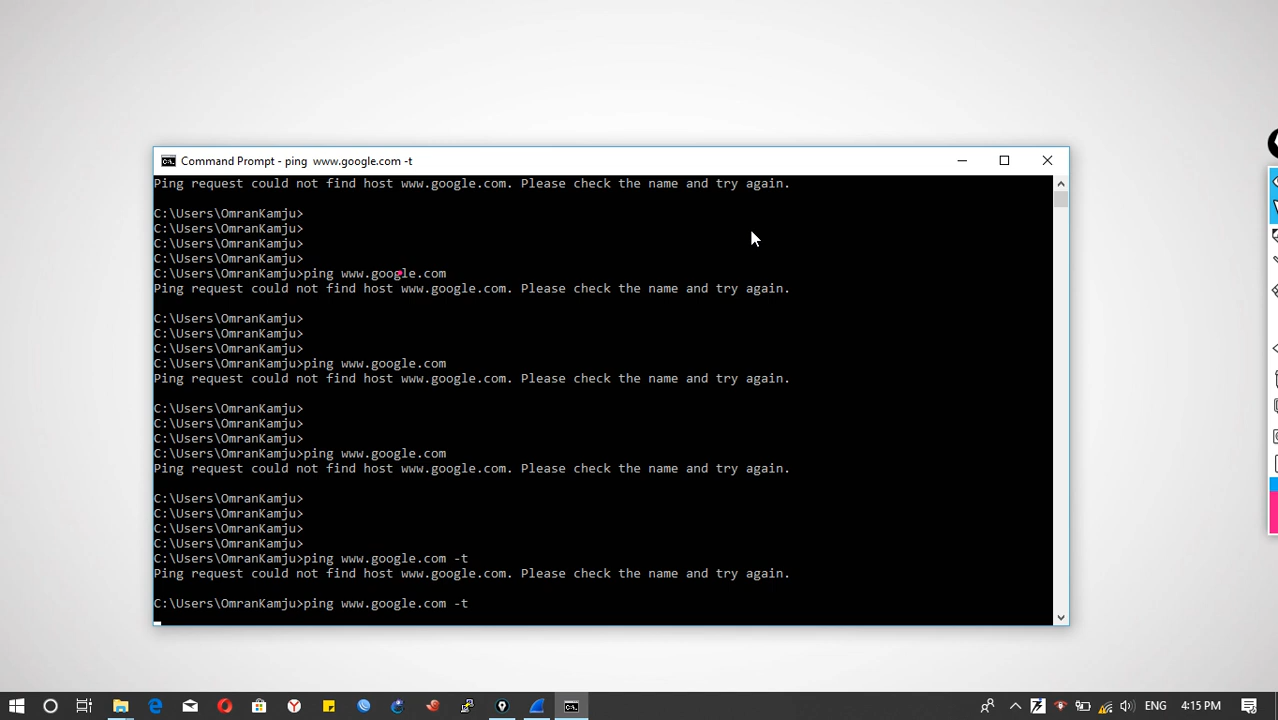 Command Prompt - ping  www.google.com -t
Ping request could not find host www.google.com. Please check the name and try again.
C:\Users\OmranKamju>
C:\Users\OmranKamju>
C:\Users\OmranKamju>
C:\Users\OmranKamju>
C:\Users\OmranKamju>ping www.google.com
Ping request could not find host www.google.com. Please check the name and try again.
C:\Users\OmranKamju>
C:\Users\OmranKamju>
C:\Users\OmranKamju>
C:\Users\OmranKamju>ping www.google.com
Ping request could not find host www.google.com. Please check the name and try again.
C:\Users\OmranKamju>
C:\Users\OmranKamju>
C:\Users\OmranKamju>
C:\Users\OmranKamju>ping www.google.com
Ping request could not find host www.google.com. Please check the name and try again.
C:\Users\OmranKamju>
C:\Users\OmranKamju>
C:\Users\OmranKamju>
C:\Users\OmranKamju>
C:\Users\OmranKamju>ping www.google.com -t
Ping request could not find host www.google.com. Please check the name and try again.
C:\Users\OmranKamju>ping www.google.com -t
ENG 4:15 PM